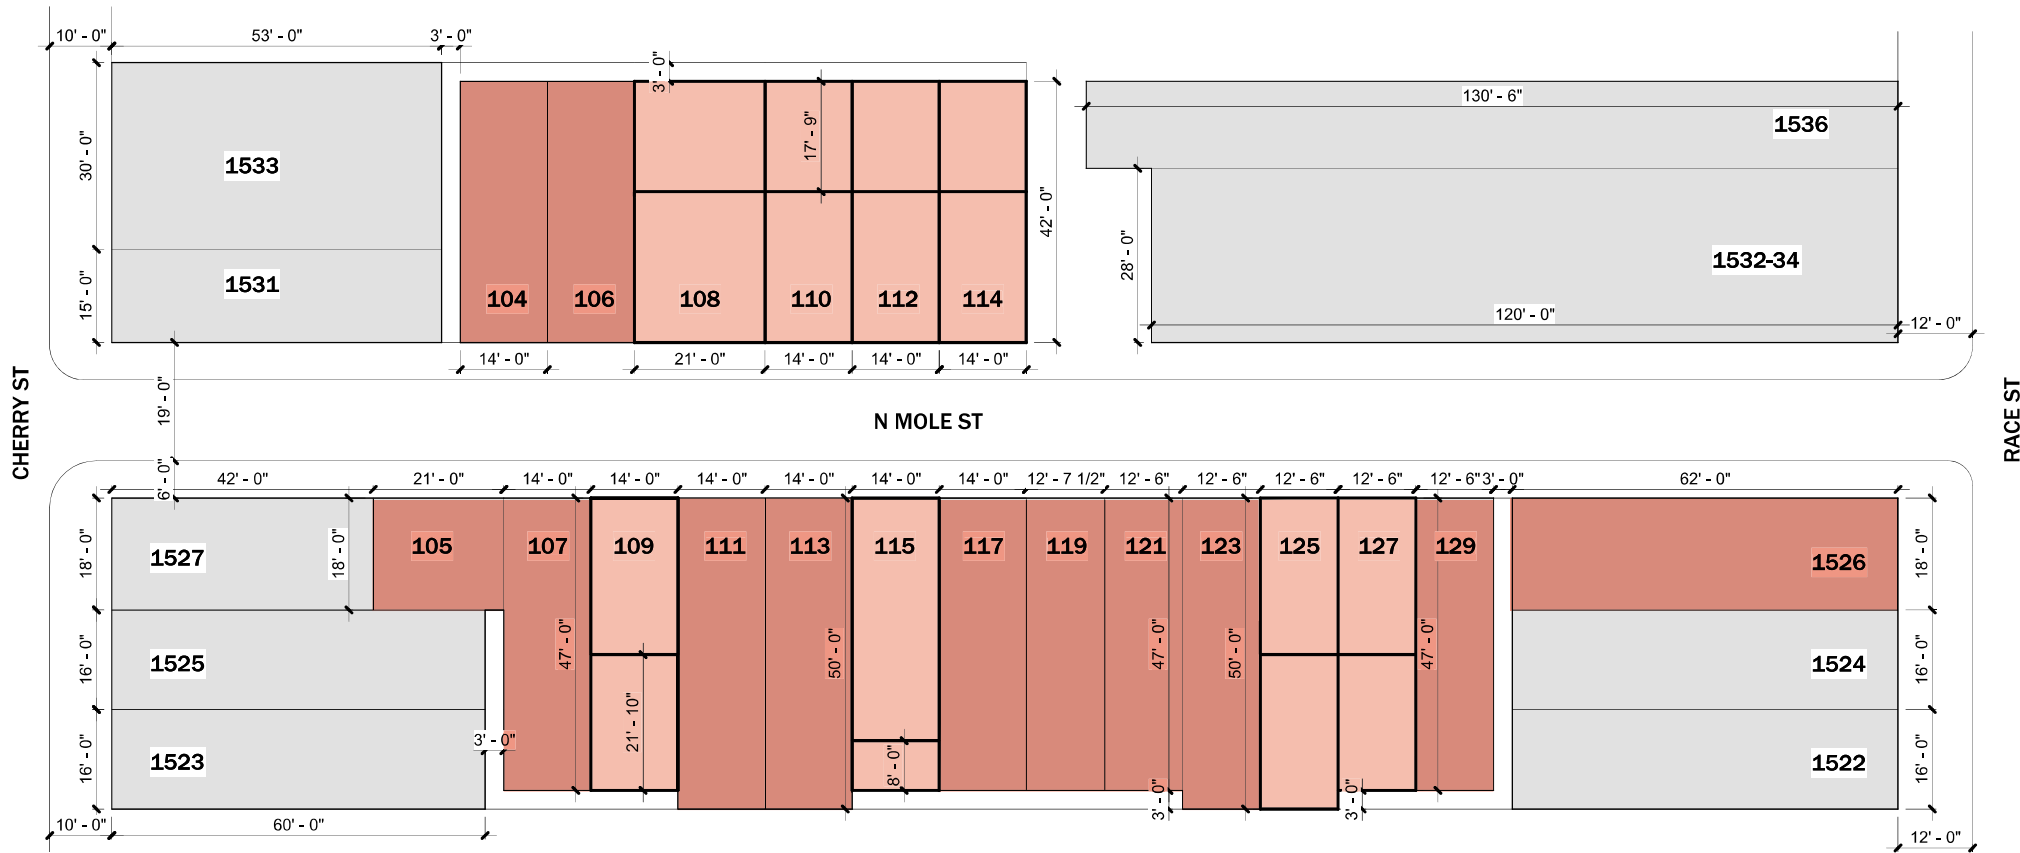 10' - 0"
53' - 0"
3' - 0"
3' - 0"
130' - 6"
1536
17' - 9"
30' - 0"
1533
42' - 0"
28' - 0"
1532-34
1531
15' - 0"
104
106
108
110
112
114
120' - 0"
12' - 0"
14' - 0"
21' - 0"
14' - 0"
14' - 0"
14' - 0"
CHERRY ST
19' - 0"
N MOLE ST
RACE ST
42' - 0"
6' - 0"
21' - 0"
14' - 0"
14' - 0"
14' - 0"
14' - 0"
14' - 0"
14' - 0"
12' - 7 1/2"
12' - 6"
12' - 6"
12' - 6"
12' - 6"
12' - 6"
3' - 0"
62' - 0"
18' - 0"
1527
18' - 0"
105
107
109
111
113
115
117
119
121
123
125
127
129
1526
18' - 0"
16' - 0"
1525
47' - 0"
50' - 0"
47' - 0"
50' - 0"
47' - 0"
1524
16' - 0"
21' - 10"
3' - 0"
16' - 0"
1523
8' - 0"
3' - 0"
3' - 0"
1522
16' - 0"
10' - 0"
60' - 0"
12' - 0"